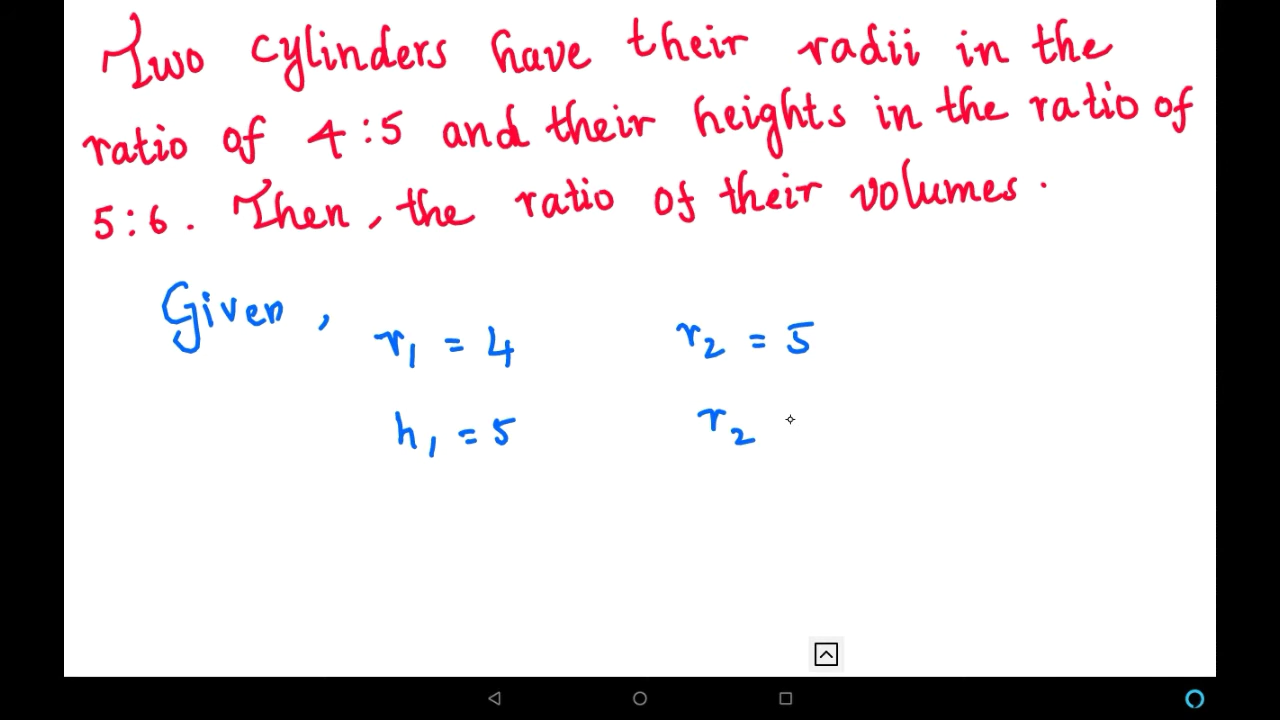 Two cylinders have their radii in the
ratio of 4:5 and their heights in the ratio of
5:6. Then, the ratio of their volumes.
Given,
r₁ = 4 r₂ = 5
h₁ = 5 r₂